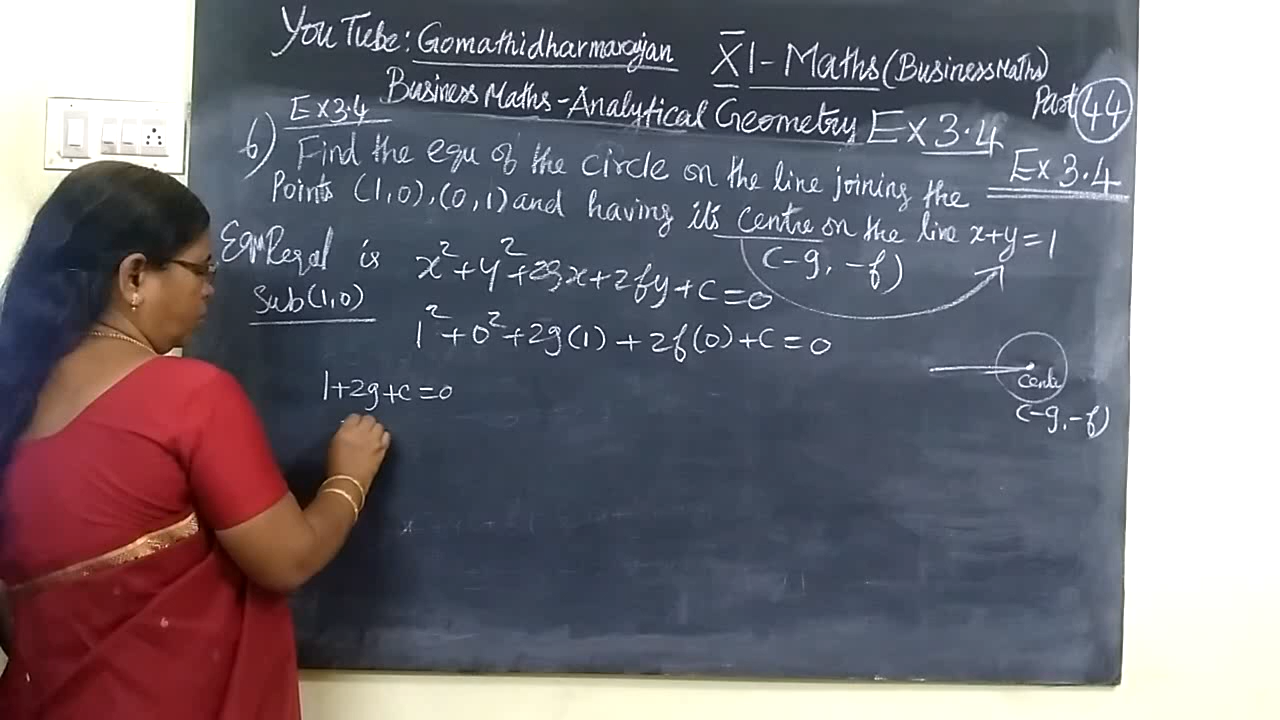 YouTube: Gomathidharmarajan XI - Maths (Business Maths)
Business Maths - Analytical Geometry Ex 3.4 Part 44
Ex 3.4
6) Find the equ of the circle on the line joining the Ex 3.4
Points (1,0), (0,1) and having its centre on the line x+y=1
(-g, -f)
Equ Reqd is x²+y²+2gx+2fy+c=0
Sub (1,0) 1²+0²+2g(1)+2f(0)+c=0
1+2g+c=0
Centre
(-g, -f)